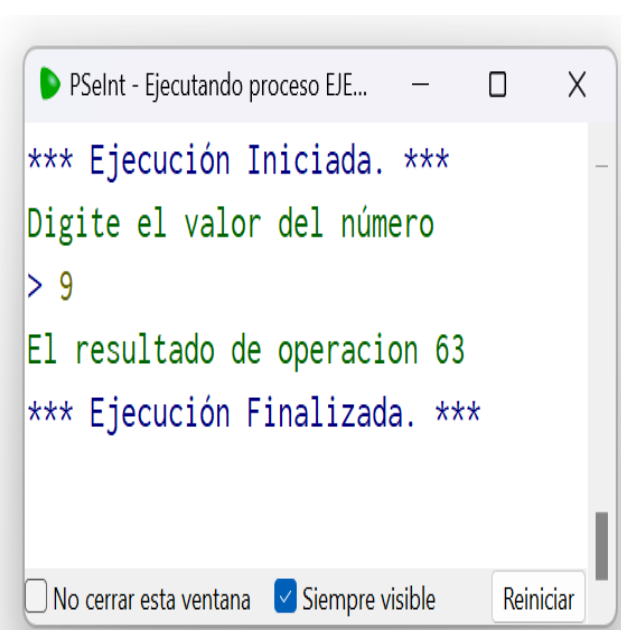 PSeInt - Ejecutando proceso EJE...
*** Ejecución Iniciada. ***
Digite el valor del número
> 9
El resultado de operacion 63
*** Ejecución Finalizada. ***
No cerrar esta ventana Siempre visible Reiniciar